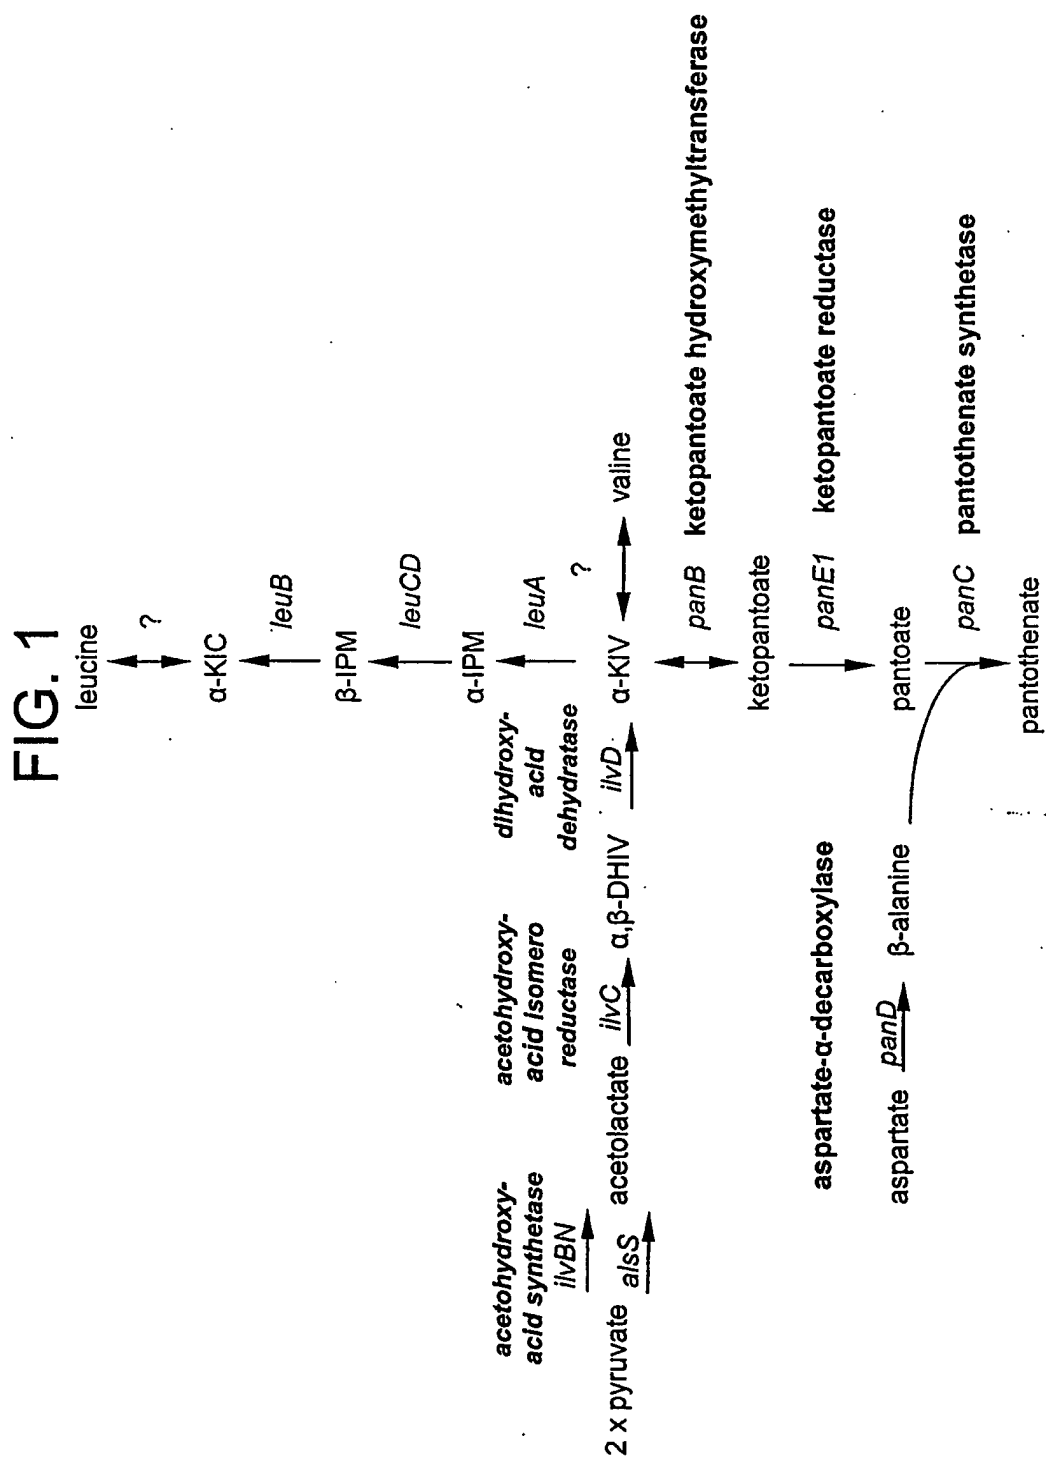 FIG. 1
leucine
?
α-KIC
leuB
β-IPM
leuCD
α-IPM
leuA
acetohydroxy-
acid synthetase
ilvBN
acetohydroxy-
acid isomero
reductase
dihydroxy-
acid
dehydratase
?
2 x pyruvate alsS acetolactate ilvC α,β-DHIV ilvD α-KIV valine
panB ketopantoate hydroxymethyltransferase
ketopantoate
aspartate-α-decarboxylase
panE1 ketopantoate reductase
aspartate panD β-alanine pantoate
panC pantothenate synthetase
pantothenate